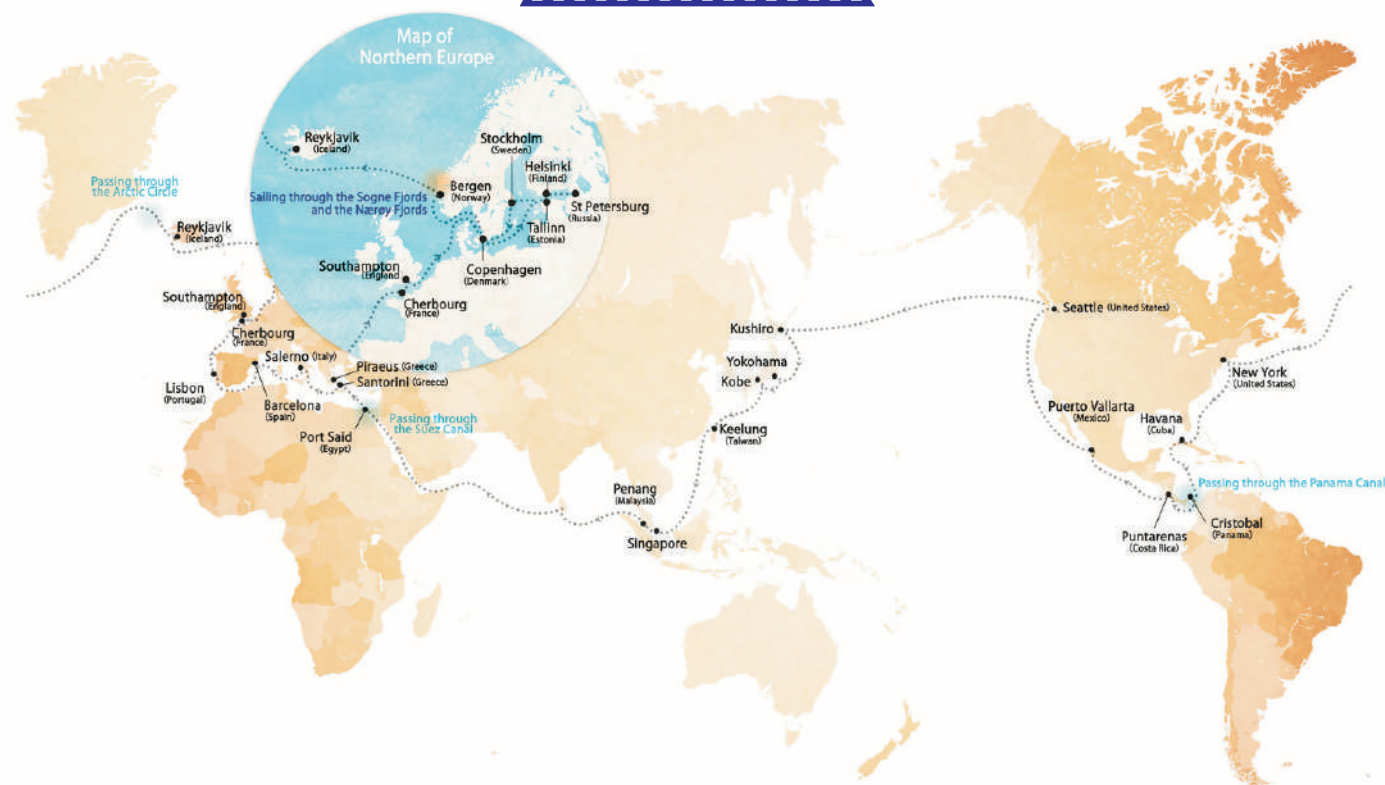 Map of
Northern Europe
Reykjavik
(Iceland)
Stockholm
(Sweden)
Helsinki
(Finland)
Bergen
(Norway)
St Petersburg
(Russia)
Sailing through the Sogne Fjords
and the Nærøy Fjords
Tallinn
(Estonia)
Copenhagen
(Denmark)
Southampton
(England
Cherbourg
(France)
Passing through
the Arctic Circle
Reykjavik
(Iceland)
Southampton
(England)
Cherbourg
(France)
Salerno (Italy)
Piraeus (Greece)
Santorini (Greece)
Lisbon
(Portugal)
Barcelona
(Spain)
Port Said
(Egypt)
Passing through
the Suez Canal
Penang
(Malaysia)
Singapore
Keelung
(Taiwan)
Kobe
Yokohama
Kushiro
Seattle (United States)
New York
(United States)
Puerto Vallarta
(Mexico)
Havana
(Cuba)
Passing through the Panama Canal
Puntarenas
(Costa Rica)
Cristobal
(Panama)